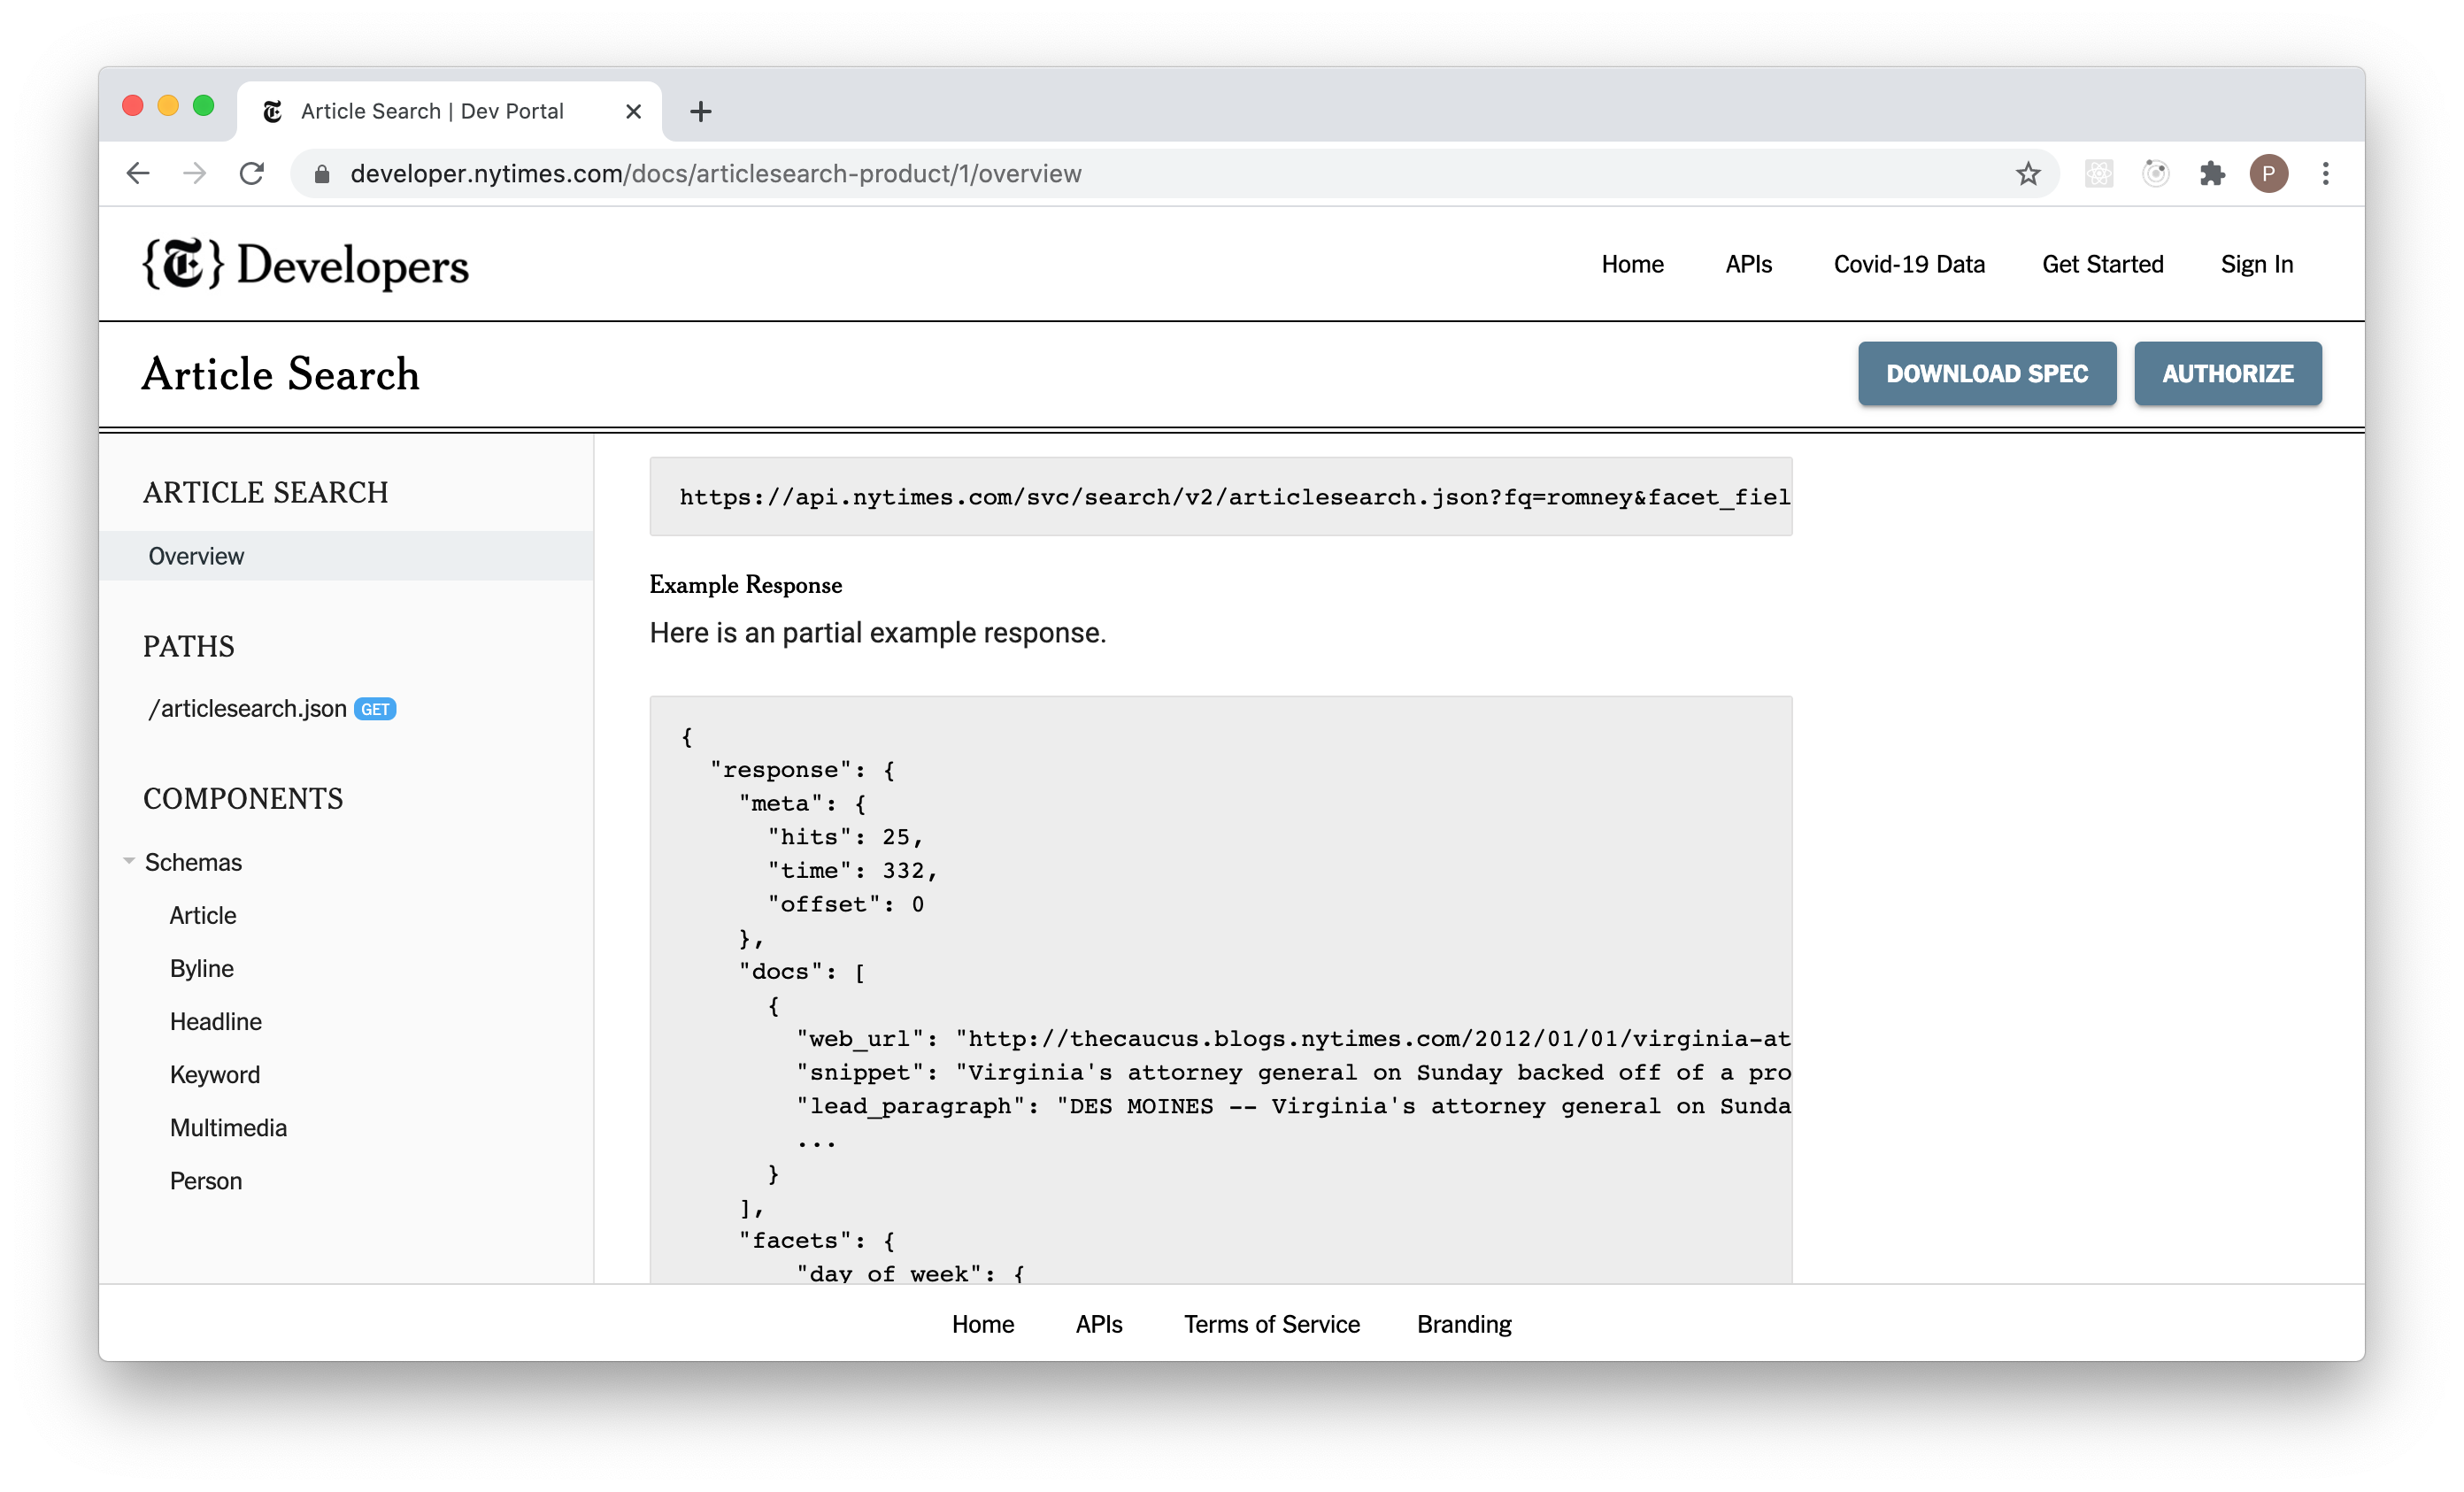 Article Search | Dev Portal
developer.nytimes.com/docs/articlesearch-product/1/overview
P
{T} Developers
Home APIs Covid-19 Data Get Started Sign In
Article Search
DOWNLOAD SPEC AUTHORIZE
ARTICLE SEARCH
Overview
PATHS
/articlesearch.json GET
COMPONENTS
Schemas
Article
Byline
Headline
Keyword
Multimedia
Person
https://api.nytimes.com/svc/search/v2/articlesearch.json?fq=romney&facet_fiel
Example Response
Here is an partial example response.
{
"response": {
"meta": {
"hits": 25,
"time": 332,
"offset": 0
},
"docs": [
{
"web_url": "http://thecaucus.blogs.nytimes.com/2012/01/01/virginia-at
"snippet": "Virginia's attorney general on Sunday backed off of a pro
"lead_paragraph": "DES MOINES -- Virginia's attorney general on Sunda
...
}
],
"facets": {
"day_of_week": {
Home APIs Terms of Service Branding